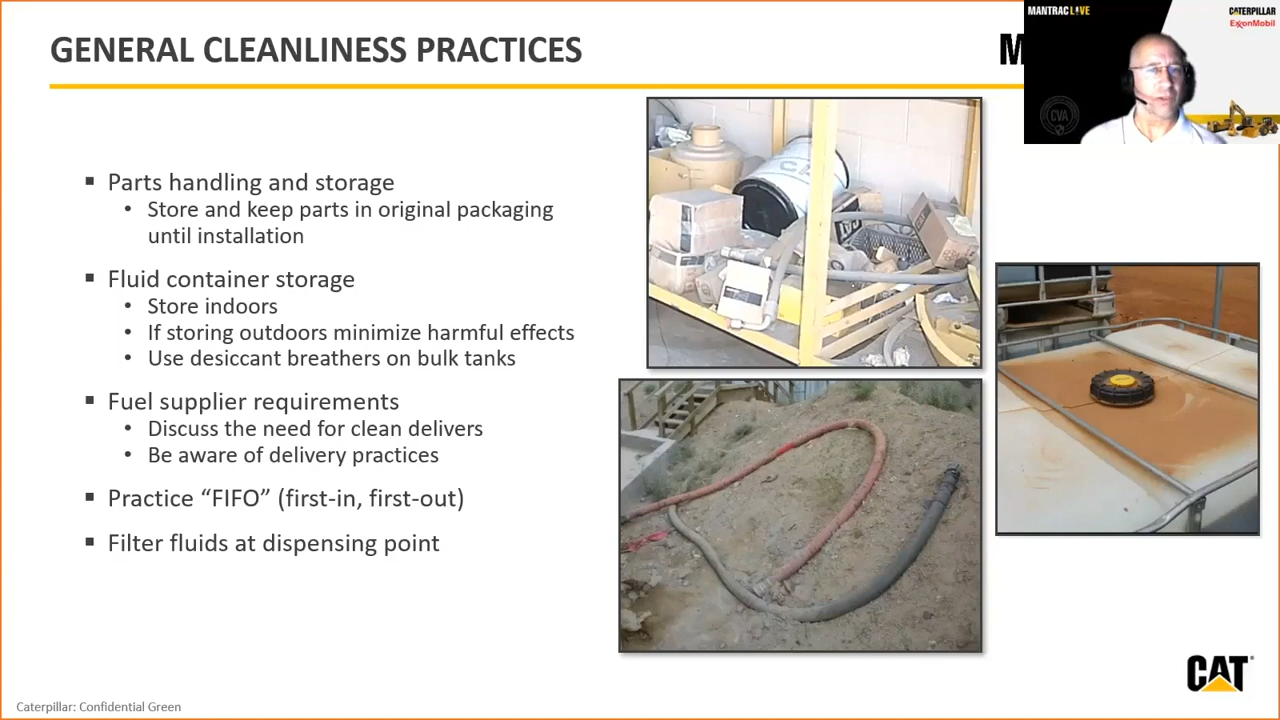 GENERAL CLEANLINESS PRACTICES
M
MANTRAC LIVE
CATERPILLAR
ExxonMobil
CVA
▪ Parts handling and storage
• Store and keep parts in original packaging
until installation
▪ Fluid container storage
• Store indoors
• If storing outdoors minimize harmful effects
• Use desiccant breathers on bulk tanks
▪ Fuel supplier requirements
• Discuss the need for clean delivers
• Be aware of delivery practices
▪ Practice “FIFO” (first-in, first-out)
▪ Filter fluids at dispensing point
CAT
Caterpillar: Confidential Green